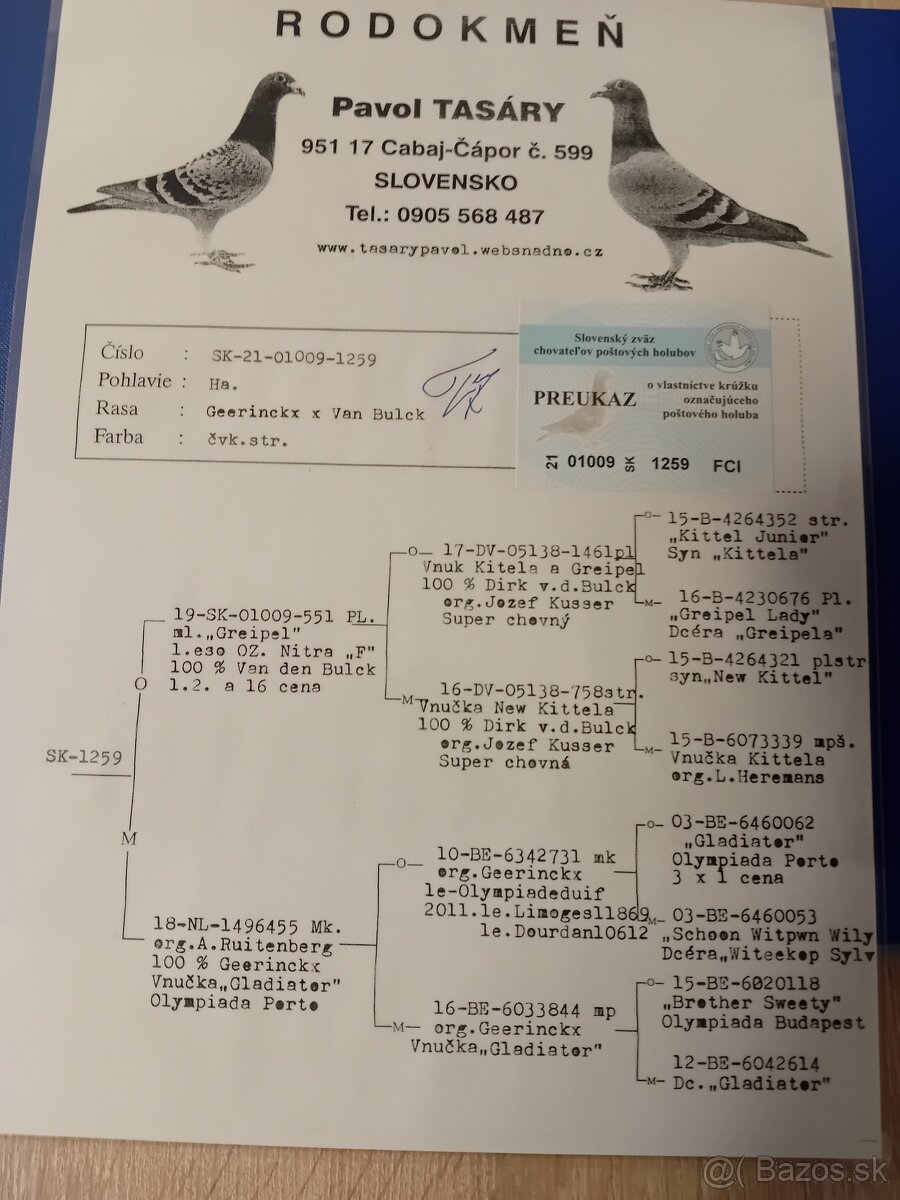 RODOKMEŇ
Pavol TASÁRY
951 17 Cabaj-Čápor č. 599
SLOVENSKO
Tel.: 0905 568 487
www.tasarypavel.websnadno.cz
Číslo : SK-21-01009-1259
Pohlavie : Ha.
Rasa : Geerinckx x Van Bulck
Farba : čvk.str.
Slovenský zväz
chovateľov poštových holubov
PREUKAZ
o vlastníctve krúžku
označujúceho
poštového holuba
21 01009 SK 1259 FCI
SK-1259
O
M
19-SK-01009-551 PL.
ml.„Greipel"
1.eso OZ. Nitra „F"
100 % Van den Bulck
1.2. a 16 cena
18-NL-1496455 Mk.
org.A.Ruitenberg
100 % Geerinckx
Vnučka„Gladiator"
Olympiada Porto
O
17-DV-05138-1461pl
Vnuk Kitela a Greipel
100 % Dirk v.d.Bulck
org.Jozef Kusser
Super chovný
M
16-DV-05138-758str.
Vnučka New Kittela
100 % Dirk v.d.Bulck
org.Jozef Kusser
Super chovná
O
10-BE-6342731 mk
org.Geerinckx
1e-Olympiadeduif
2011.1e.Limoges11869
1e.Dourdan10612
M
16-BE-6033844 mp
org.Geerinckx
Vnučka„Gladiator"
O
15-B-4264352 str.
„Kittel Junior"
Syn „Kittela"
M
16-B-4230676 Pl.
„Greipel Lady"
Dcéra „Greipela"
O
15-B-4264321 plstr
syn„New Kittel"
M
15-B-6073339 mpš.
Vnučka Kittela
org.L.Heremans
O
03-BE-6460062
„Gladiator"
Olympiada Porto
3 x 1 cena
M
03-BE-6460053
„Schoon Witpwn Wily
Dcéra„Witeekop Sylv
O
15-BE-6020118
„Brother Sweety"
Olympiada Budapest
M
12-BE-6042614
Dc.„Gladiator"
@( Bazos.sk